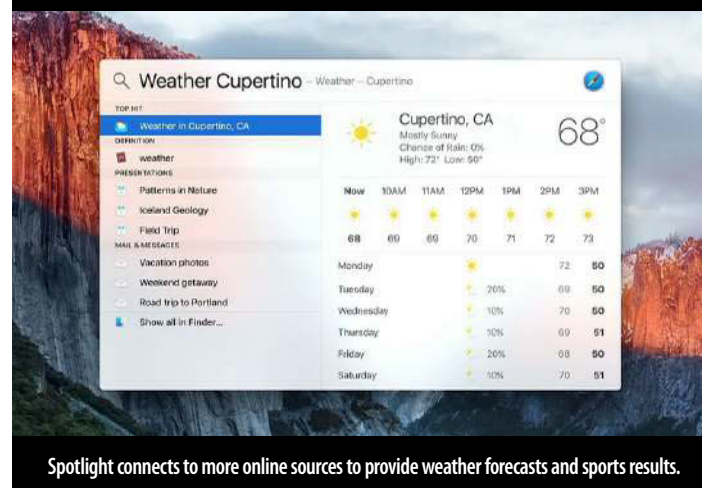 Weather Cupertino – Weather – Cupertino
TOP HIT
Weather in Cupertino, CA
DEFINITION
weather
PRESENTATIONS
Patterns in Nature
Iceland Geology
Field Trip
MAIL & MESSAGES
Vacation photos
Weekend getaway
Road trip to Portland
Show all in Finder...
Cupertino, CA
Mostly Sunny
Chance of Rain: 0%
High: 72° Low: 50°
68°
Now 10AM 11AM 12PM 1PM 2PM 3PM
68 69 69 70 71 72 73
Monday 72 50
Tuesday 20% 69 50
Wednesday 10% 70 50
Thursday 10% 69 51
Friday 20% 68 50
Saturday 10% 70 51
Spotlight connects to more online sources to provide weather forecasts and sports results.